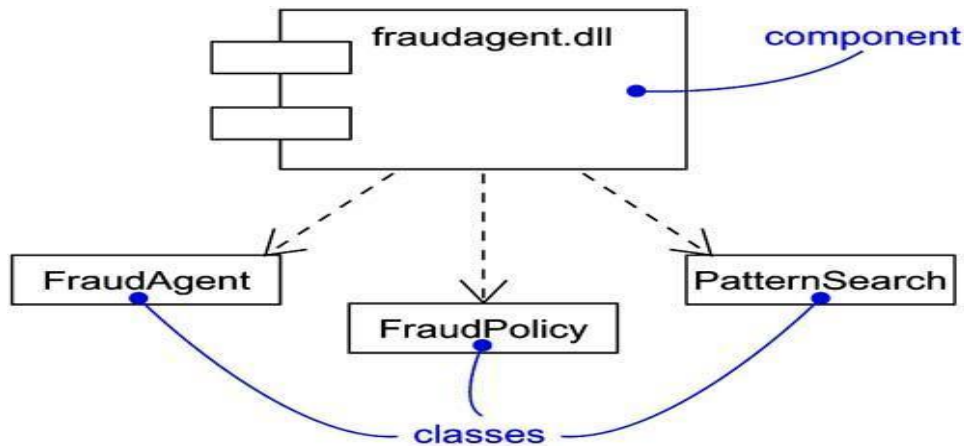 fraudagent.dll
component
FraudAgent
PatternSearch
FraudPolicy
classes